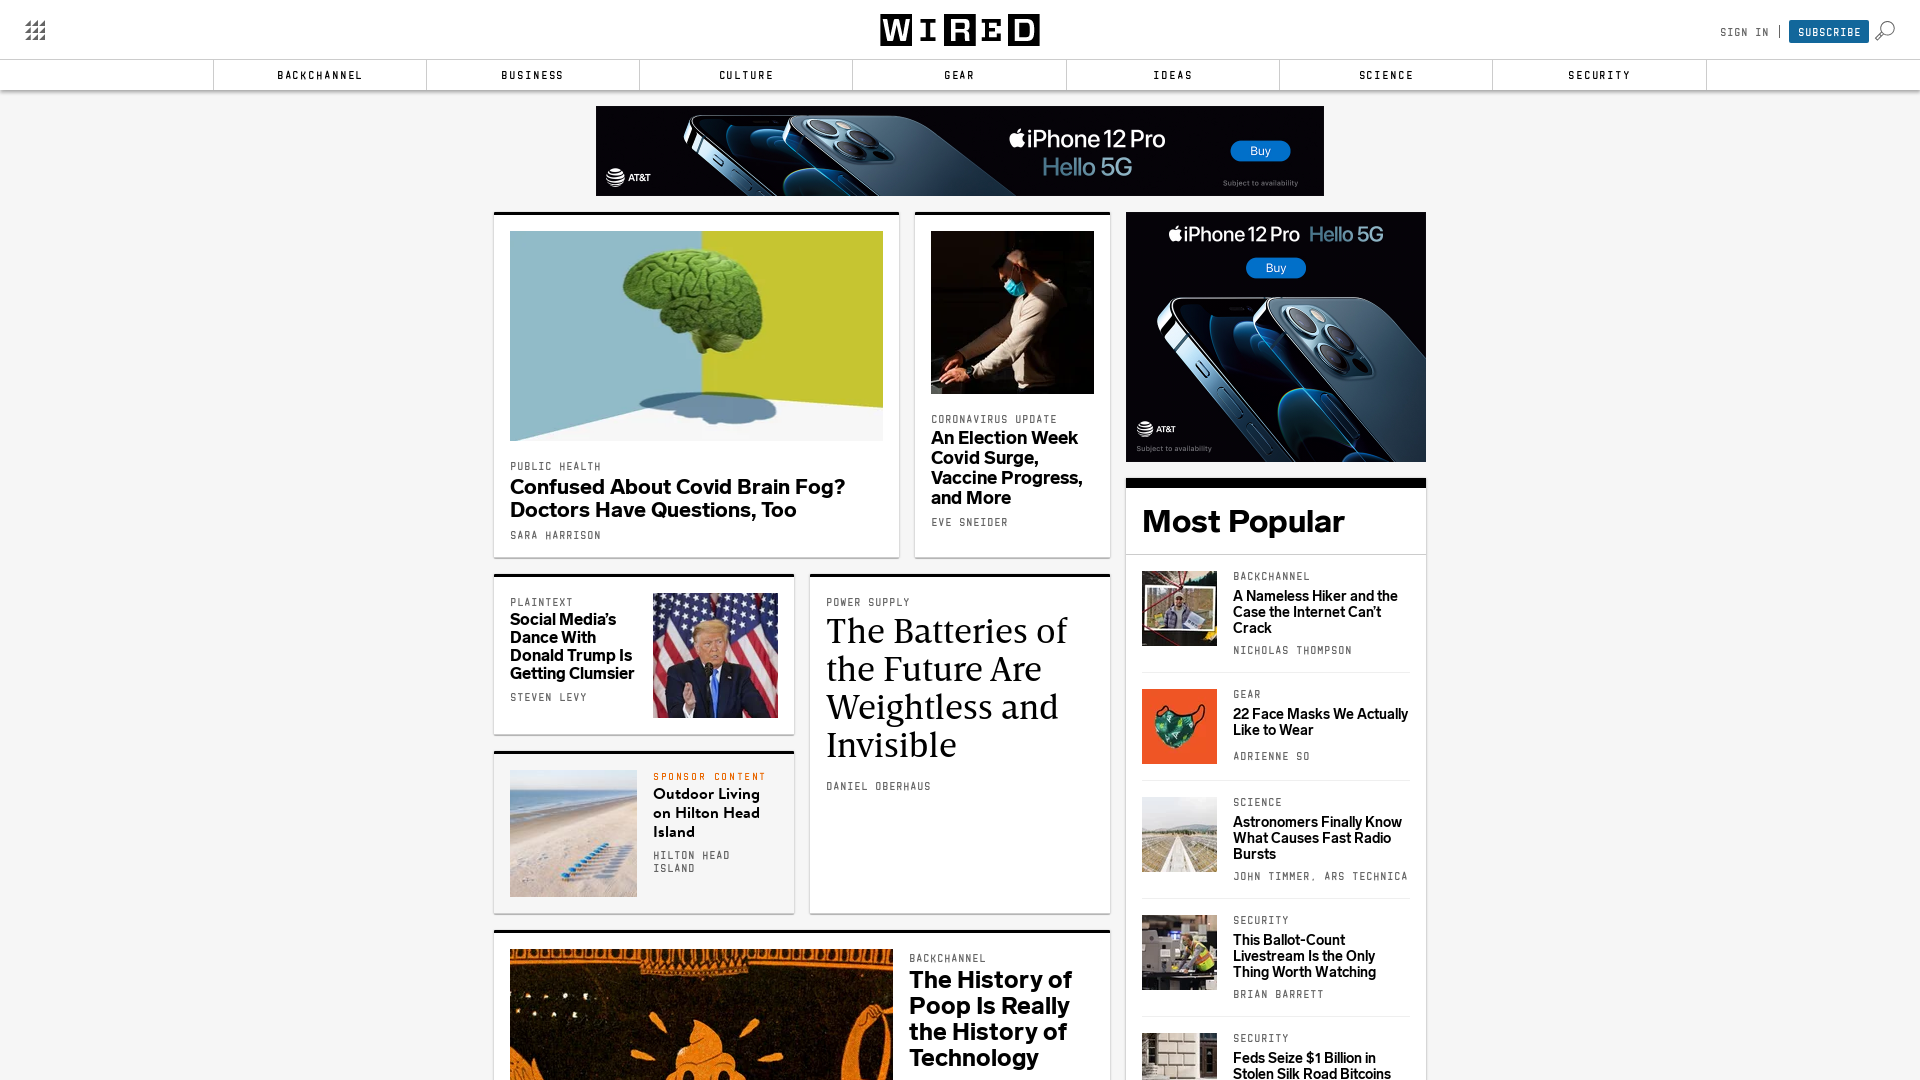 WIRED
SIGN IN
SUBSCRIBE
BACKCHANNEL
BUSINESS
CULTURE
GEAR
IDEAS
SCIENCE
SECURITY
iPhone 12 Pro
Hello 5G
Buy
AT&T
Subject to availability
PUBLIC HEALTH
Confused About Covid Brain Fog?
Doctors Have Questions, Too
SARA HARRISON
CORONAVIRUS UPDATE
An Election Week
Covid Surge,
Vaccine Progress,
and More
EVE SNEIDER
iPhone 12 Pro Hello 5G
Buy
AT&T
Subject to availability
PLAINTEXT
Social Media’s
Dance With
Donald Trump Is
Getting Clumsier
STEVEN LEVY
SPONSOR CONTENT
Outdoor Living
on Hilton Head
Island
HILTON HEAD
ISLAND
POWER SUPPLY
The Batteries of
the Future Are
Weightless and
Invisible
DANIEL OBERHAUS
BACKCHANNEL
The History of
Poop Is Really
the History of
Technology
Most Popular
BACKCHANNEL
A Nameless Hiker and the
Case the Internet Can’t
Crack
NICHOLAS THOMPSON
GEAR
22 Face Masks We Actually
Like to Wear
ADRIENNE SO
SCIENCE
Astronomers Finally Know
What Causes Fast Radio
Bursts
JOHN TIMMER, ARS TECHNICA
SECURITY
This Ballot-Count
Livestream Is the Only
Thing Worth Watching
BRIAN BARRETT
SECURITY
Feds Seize $1 Billion in
Stolen Silk Road Bitcoins